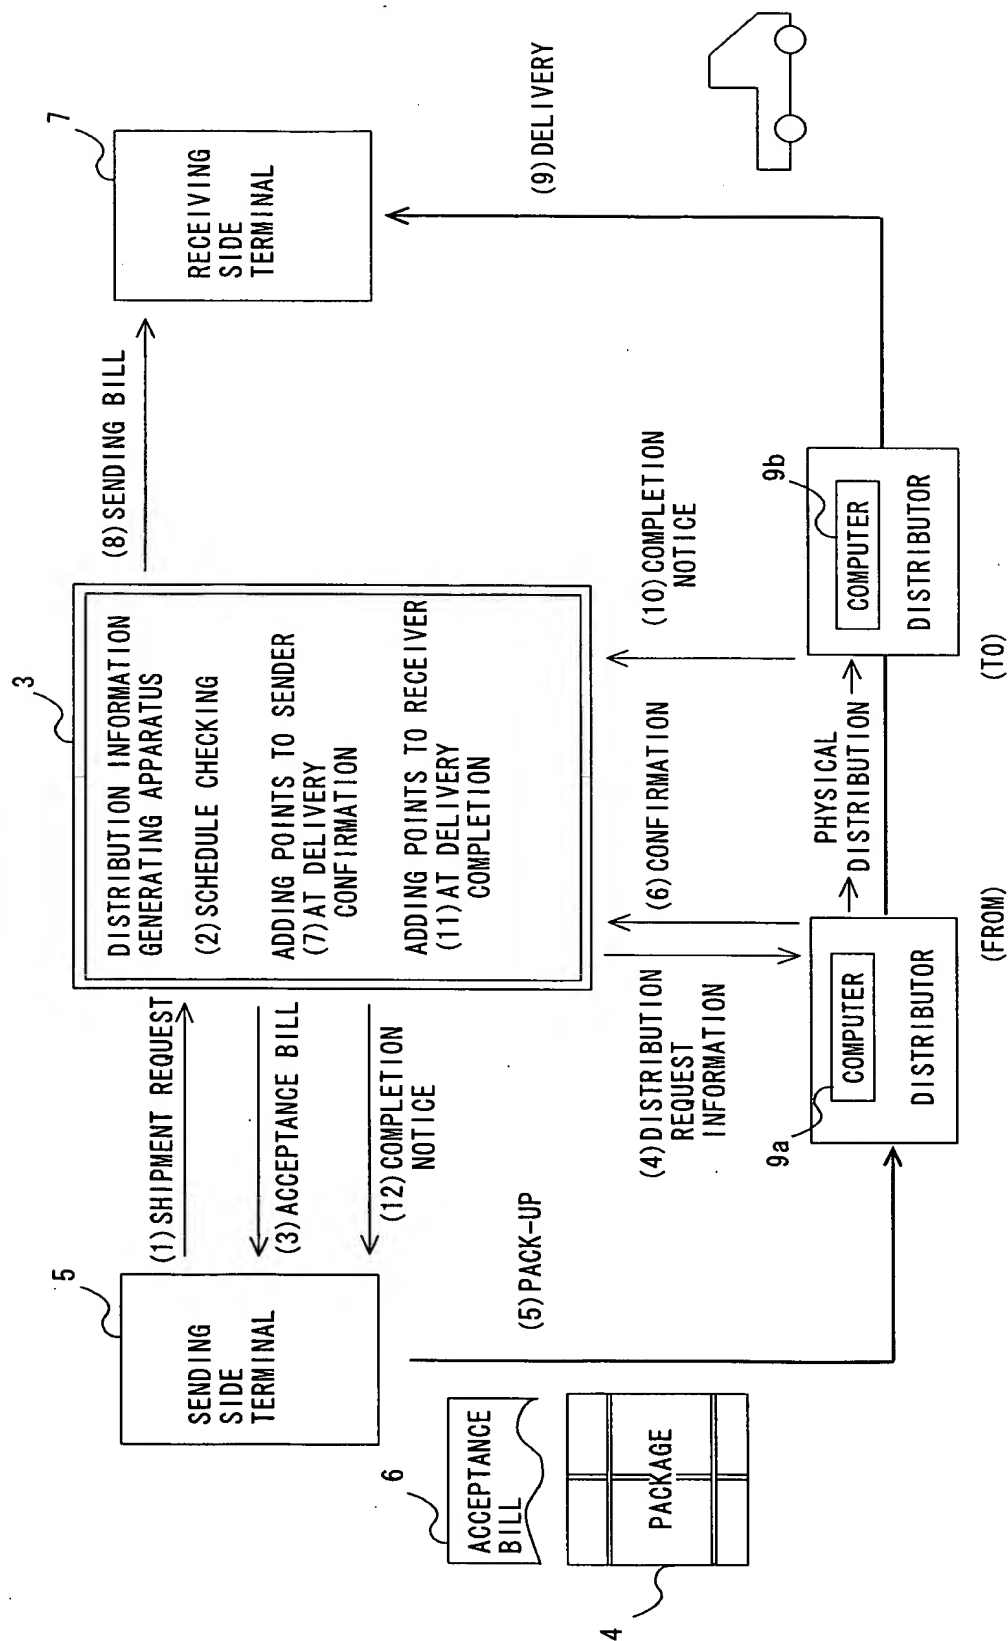 5
SENDING
SIDE
TERMINAL
(1)SHIPMENT REQUEST
(3)ACCEPTANCE BILL
(12)COMPLETION
NOTICE
3
DISTRIBUTION INFORMATION
GENERATING APPARATUS
(2)SCHEDULE CHECKING
ADDING POINTS TO SENDER
(7)AT DELIVERY
CONFIRMATION
ADDING POINTS TO RECEIVER
(11)AT DELIVERY
COMPLETION
(8)SENDING BILL
7
RECEIVING
SIDE
TERMINAL
6
ACCEPTANCE
BILL
4
PACKAGE
(5)PACK-UP
(4)DISTRIBUTION
REQUEST
INFORMATION
(6)CONFIRMATION
(10)COMPLETION
NOTICE
(9)DELIVERY
9a
COMPUTER
DISTRIBUTOR
(FROM)
PHYSICAL
DISTRIBUTION
9b
COMPUTER
DISTRIBUTOR
(TO)